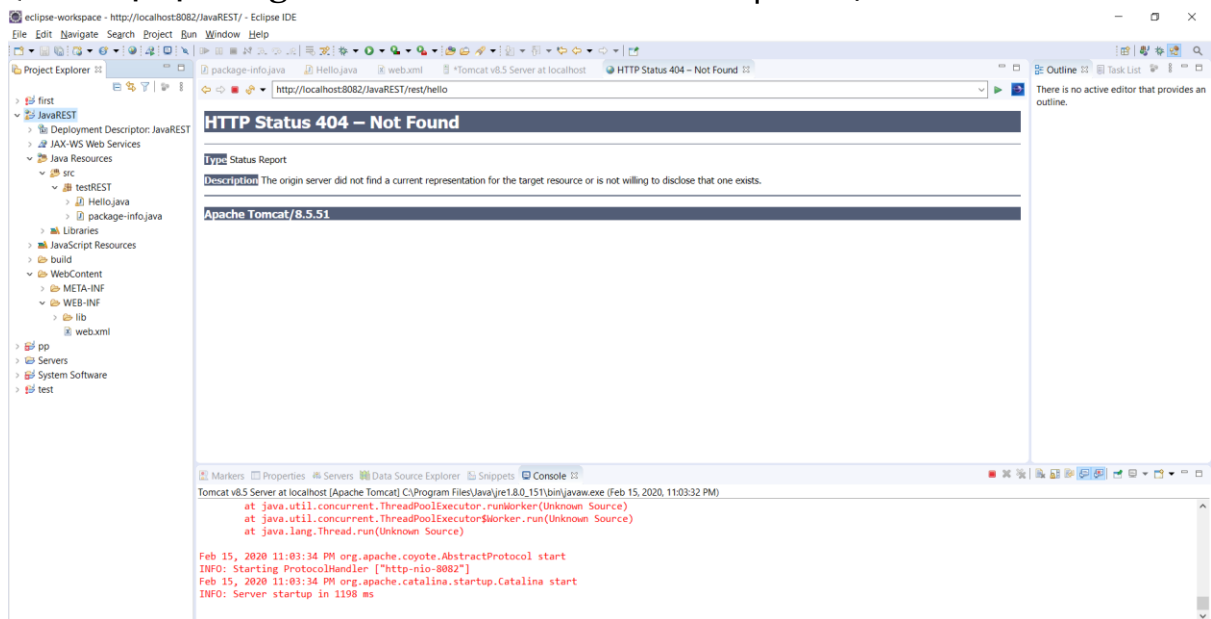 eclipse-workspace - http://localhost:8082/JavaREST/ - Eclipse IDE
File Edit Navigate Search Project Run Window Help
Project Explorer
package-info.java Hello.java web.xml *Tomcat v8.5 Server at localhost HTTP Status 404 – Not Found
Outline Task List
http://localhost:8082/JavaREST/rest/hello
There is no active editor that provides an
outline.
first
JavaREST
Deployment Descriptor: JavaREST
JAX-WS Web Services
Java Resources
src
testREST
Hello.java
package-info.java
Libraries
JavaScript Resources
build
WebContent
META-INF
WEB-INF
lib
web.xml
pp
Servers
System Software
test
HTTP Status 404 – Not Found
Type Status Report
Description The origin server did not find a current representation for the target resource or is not willing to disclose that one exists.
Apache Tomcat/8.5.51
Markers Properties Servers Data Source Explorer Snippets Console
Tomcat v8.5 Server at localhost [Apache Tomcat] C:\Program Files\Java\jre1.8.0_151\bin\javaw.exe (Feb 15, 2020, 11:03:32 PM)
at java.util.concurrent.ThreadPoolExecutor.runWorker(Unknown Source)
at java.util.concurrent.ThreadPoolExecutor$Worker.run(Unknown Source)
at java.lang.Thread.run(Unknown Source)
Feb 15, 2020 11:03:34 PM org.apache.coyote.AbstractProtocol start
INFO: Starting ProtocolHandler ["http-nio-8082"]
Feb 15, 2020 11:03:34 PM org.apache.catalina.startup.Catalina start
INFO: Server startup in 1198 ms